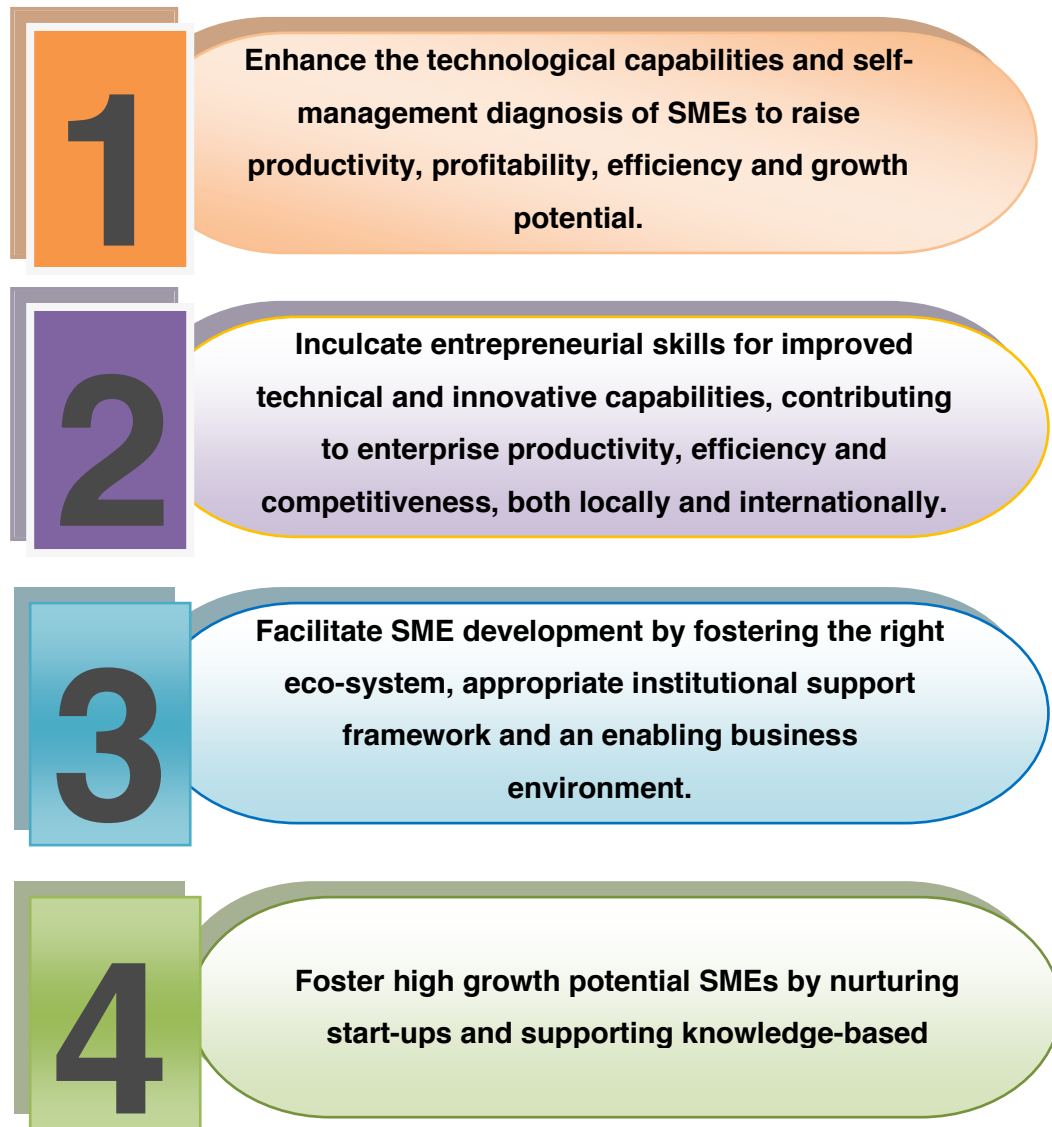 1
Enhance the technological capabilities and self-
management diagnosis of SMEs to raise
productivity, profitability, efficiency and growth
potential.
2
Inculcate entrepreneurial skills for improved
technical and innovative capabilities, contributing
to enterprise productivity, efficiency and
competitiveness, both locally and internationally.
3
Facilitate SME development by fostering the right
eco-system, appropriate institutional support
framework and an enabling business
environment.
4
Foster high growth potential SMEs by nurturing
start-ups and supporting knowledge-based